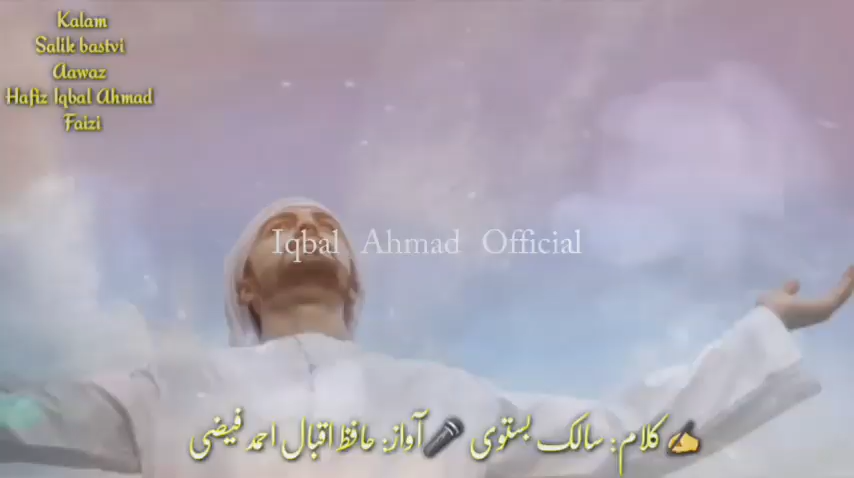 Kalam
Salik bastvi
Aawaz
Hafiz Iqbal Ahmad
Faizi
Iqbal Ahmad Official
✍️ کلام: سالک بستوی 🎤 آواز: حافظ اقبال احمد فیضی